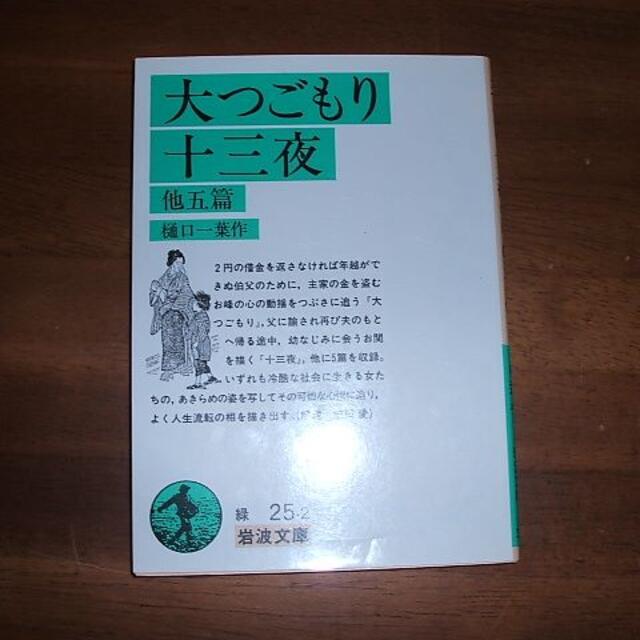 大つごもり
十三夜
他五篇
樋口一葉作
2円の借金を返さなければ年越がで
きぬ伯父のために，主家の金を盗む
お峰の心の動揺をつぶさに追う「大
つごもり」，父に諭され再び夫のもと
へ帰る途中，幼なじみに会うお関
を描く「十三夜」，他に5篇を収録。
いずれも冷酷な社会に生きる女た
ちの，あきらめの姿を写してその可憐な心情に迫り，
よく人生流転の相を描き出す。
緑 25-2
岩波文庫